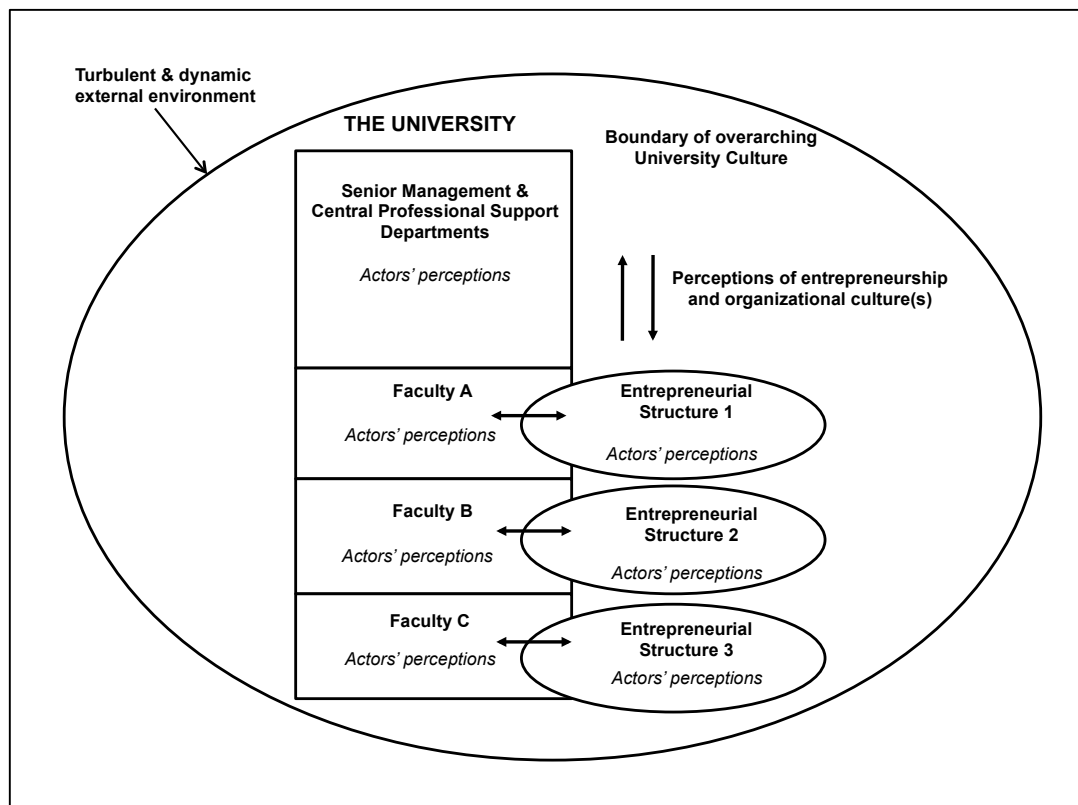 Turbulent & dynamic
external environment
THE UNIVERSITY
Boundary of overarching
University Culture
Senior Management &
Central Professional Support
Departments
Actors’ perceptions
Perceptions of entrepreneurship
and organizational culture(s)
Faculty A
Actors’ perceptions
Entrepreneurial
Structure 1
Actors’ perceptions
Faculty B
Actors’ perceptions
Entrepreneurial
Structure 2
Actors’ perceptions
Faculty C
Actors’ perceptions
Entrepreneurial
Structure 3
Actors’ perceptions